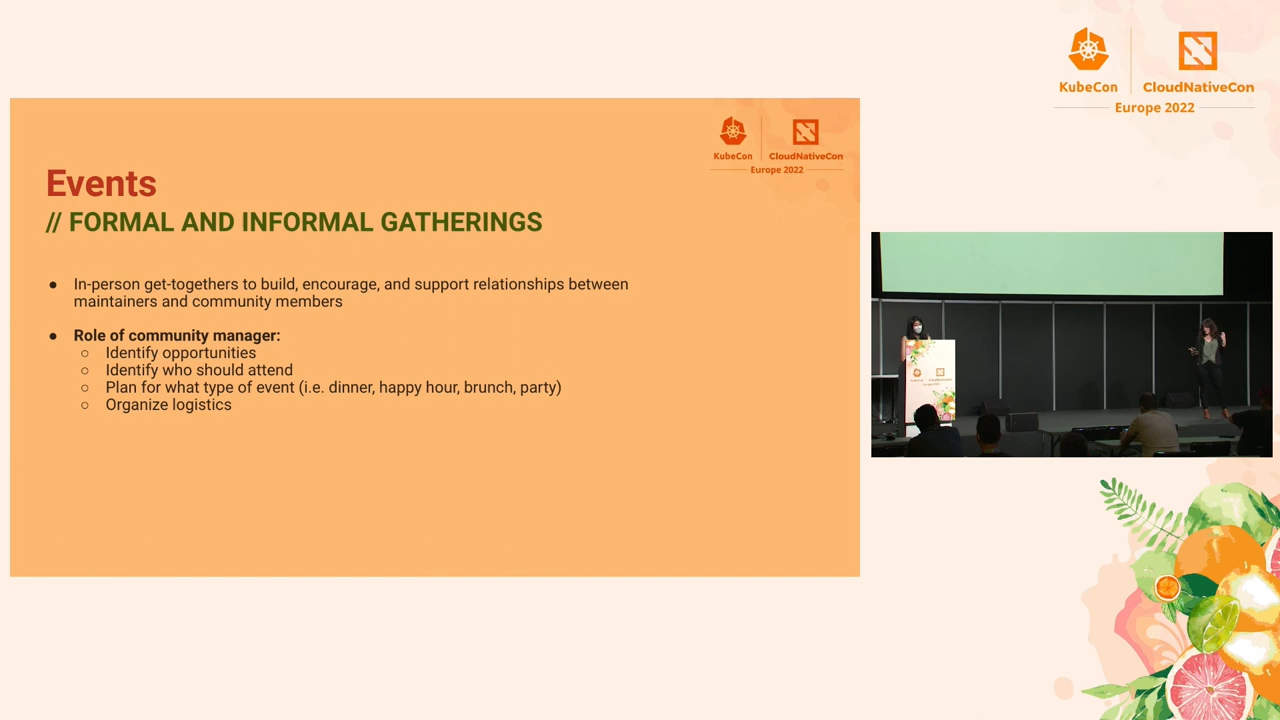 KubeCon
CloudNativeCon
Europe 2022
KubeCon
CloudNativeCon
Europe 2022
Events
// FORMAL AND INFORMAL GATHERINGS
● In-person get-togethers to build, encourage, and support relationships between
maintainers and community members
● Role of community manager:
○ Identify opportunities
○ Identify who should attend
○ Plan for what type of event (i.e. dinner, happy hour, brunch, party)
○ Organize logistics